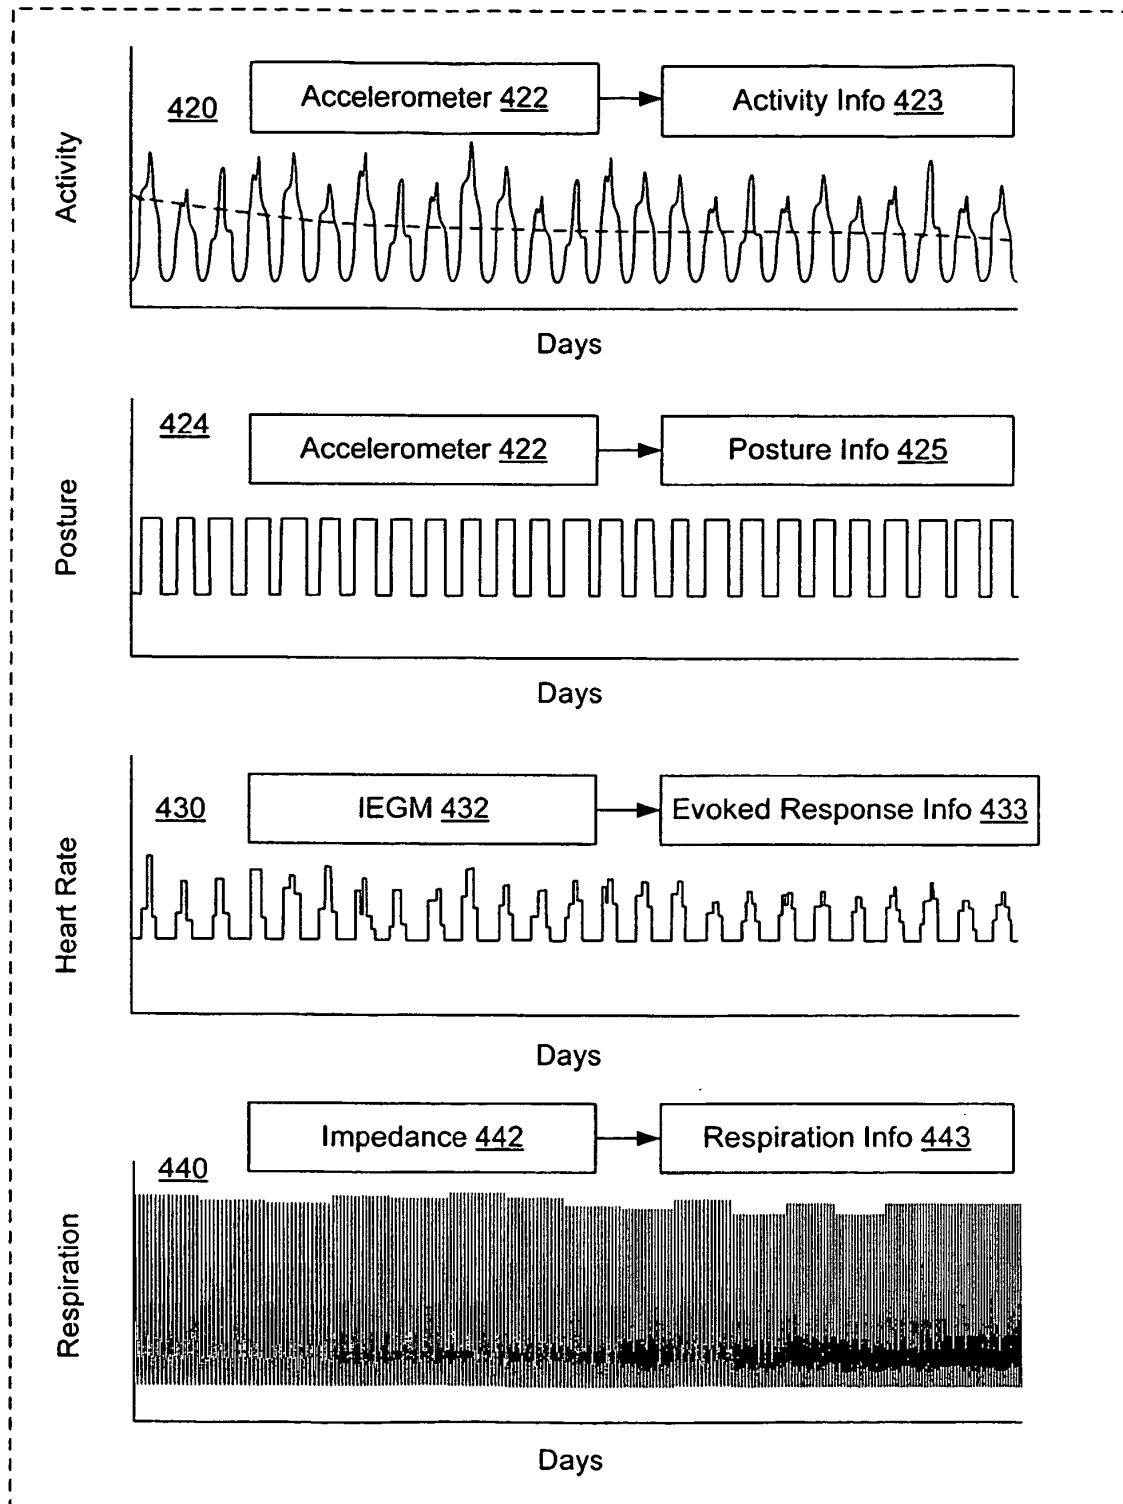 420
Accelerometer 422
Activity Info 423
Activity
Days
424
Accelerometer 422
Posture Info 425
Posture
Days
430
IEGM 432
Evoked Response Info 433
Heart Rate
Days
Impedance 442
Respiration Info 443
440
Respiration
Days